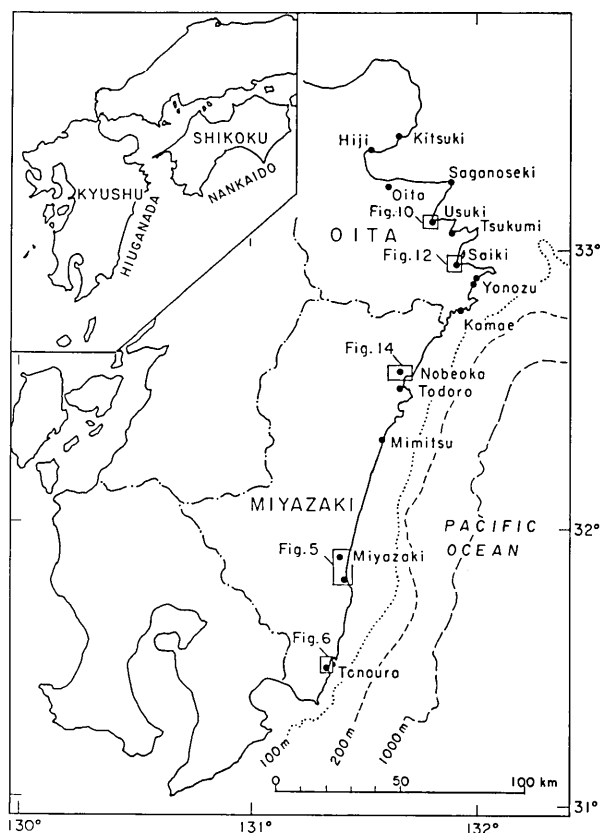 SHIKOKU
KYUSHU
NANKAIDO
HIUGANADA
Hiji
Kitsuki
Saganoseki
Oita
Fig.10
Usuki
Tsukumi
OITA
Fig.12
Saiki
33°
Yonozu
Kamae
Fig.14
Nobeoka
Todoro
Mimitsu
MIYAZAKI
PACIFIC
OCEAN
32°
Fig.5
Miyazaki
Fig.6
Tonoura
100m
200m
1000m
0 50 100 km
130° 131° 132° 31°